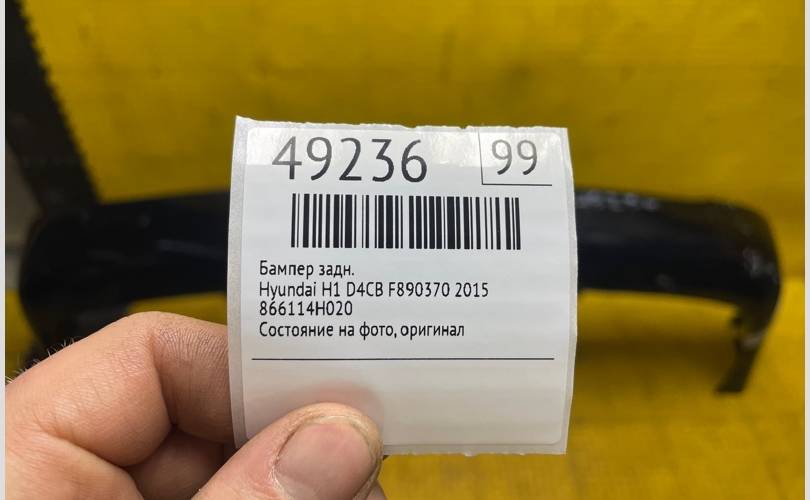 49236 99
Бампер задн.
Hyundai H1 D4CB F890370 2015
866114H020
Состояние на фото, оригинал